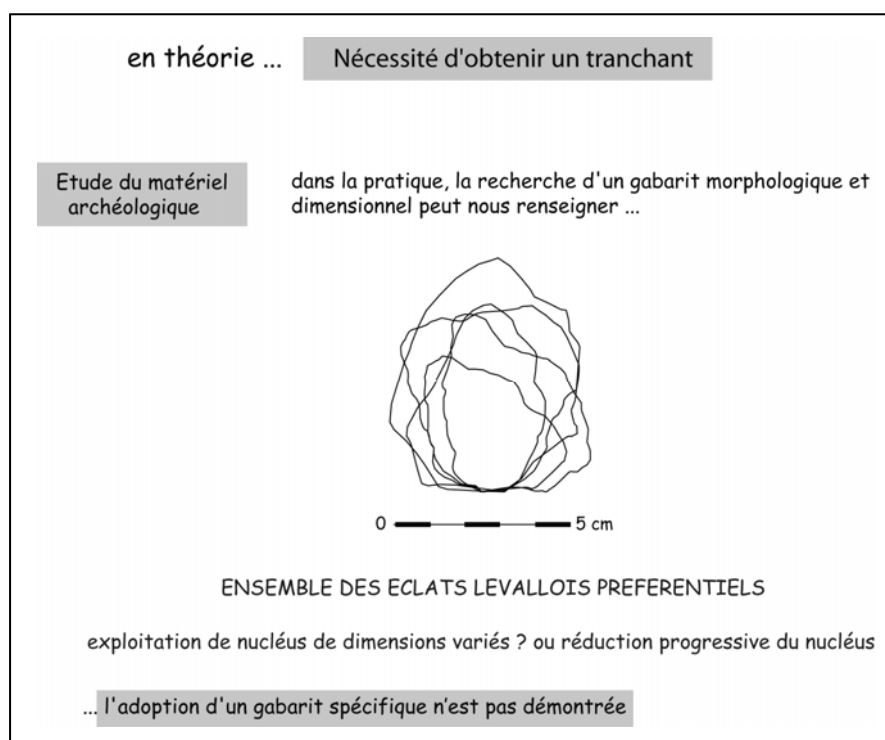 en théorie ... Nécessité d'obtenir un tranchant
Etude du matériel
archéologique
dans la pratique, la recherche d'un gabarit morphologique et
dimensionnel peut nous renseigner ...
0 5 cm
ENSEMBLE DES ECLATS LEVALLOIS PREFERENTIELS
exploitation de nucléus de dimensions variés ? ou réduction progressive du nucléus
... l'adoption d'un gabarit spécifique n'est pas démontrée